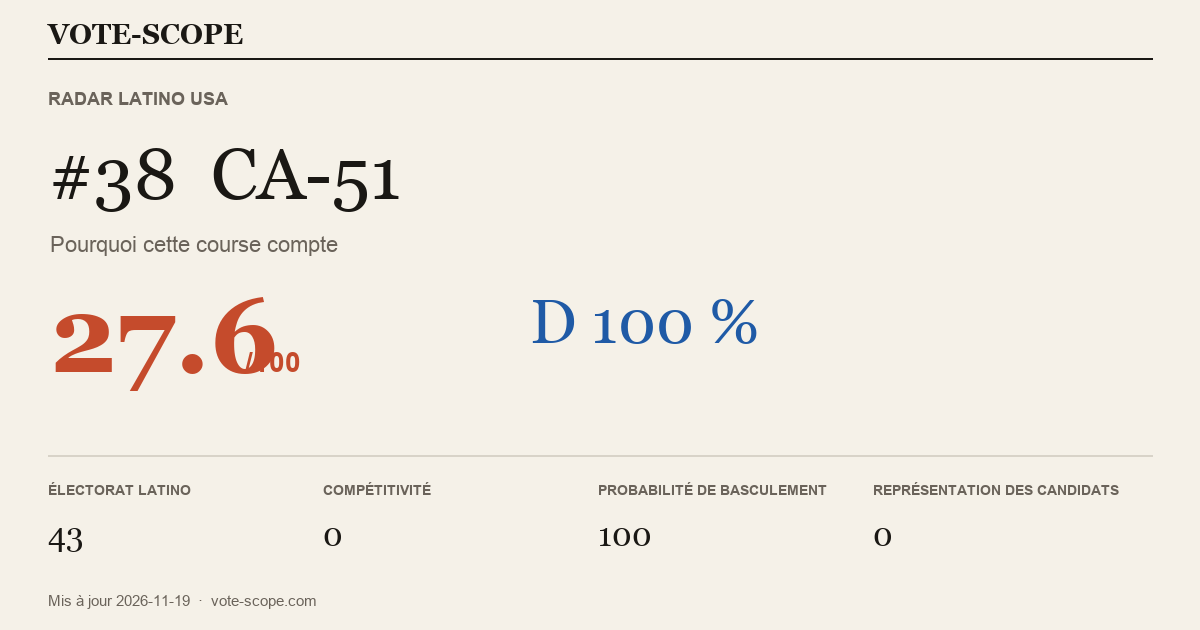 VOTE-SCOPE
RADAR LATINO USA
#38 CA-51
Pourquoi cette course compte
27.6/100
D 100 %
ÉLECTORAT LATINO
COMPÉTITIVITÉ
PROBABILITÉ DE BASCULEMENT
REPRÉSENTATION DES CANDIDATS
43
0
100
0
Mis à jour 2026-11-19 · vote-scope.com